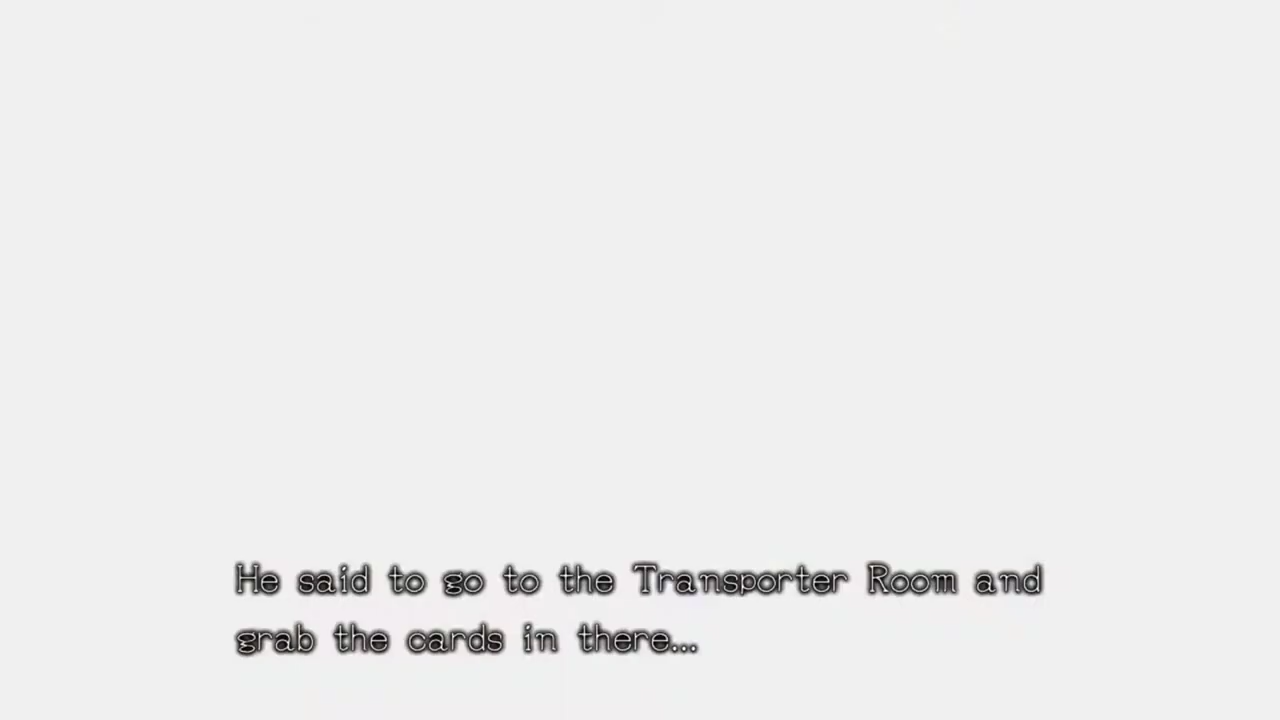 He said to go to the Transporter Room and
grab the cards in there...